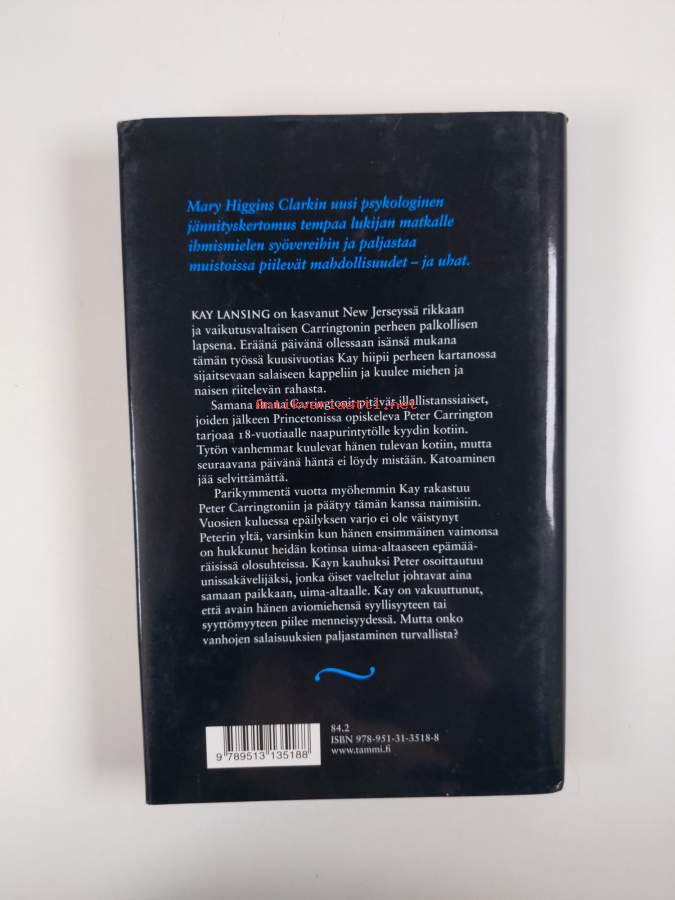 Mary Higgins Clarkin uusi psykologinen
jännityskertomus tempaa lukijan matkalle
ihmismielen syövereihin ja paljastaa
muistoissa piilevät mahdollisuudet – ja uhat.
KAY LANSING on kasvanut New Jerseyssä rikkaan
ja vaikutusvaltaisen Carringtonin perheen palkollisen
lapsena. Eräänä päivänä ollessaan isänsä mukana
tämän työssä kuusivuotias Kay hiipii perheen kartanossa
sijaitsevaan salaiseen kappeliin ja kuulee miehen ja
naisen riitelevän rahasta.
Samana iltana Carringtonit pitävät illallistanssiaiset,
Antikvariaatti.net
joiden jälkeen Princetonissa opiskeleva Peter Carrington
tarjoaa 18-vuotiaalle naapurintytölle kyydin kotiin.
Tytön vanhemmat kuulevat hänen tulevan kotiin, mutta
seuraavana päivänä häntä ei löydy mistään. Katoaminen
jää selvittämättä.
Parikymmentä vuotta myöhemmin Kay rakastuu
Peter Carringtoniin ja päätyy tämän kanssa naimisiin.
Vuosien kuluessa epäilyksen varjo ei ole väistynyt
Peterin yltä, varsinkin kun hänen ensimmäinen vaimonsa
on hukkunut heidän kotinsa uima-altaaseen epämää-
räisissä olosuhteissa. Kayn kauhuksi Peter osoittautuu
unissakävelijäksi, jonka öiset vaeltelut johtavat aina
samaan paikkaan, uima-altaalle. Kay on vakuuttunut,
että avain hänen aviomiehensä syyllisyyteen tai
syyttömyyteen piilee menneisyydessä. Mutta onko
vanhojen salaisuuksien paljastaminen turvallista?
84.2
ISBN 978-951-31-3518-8
www.tammi.fi
9 789513 135188